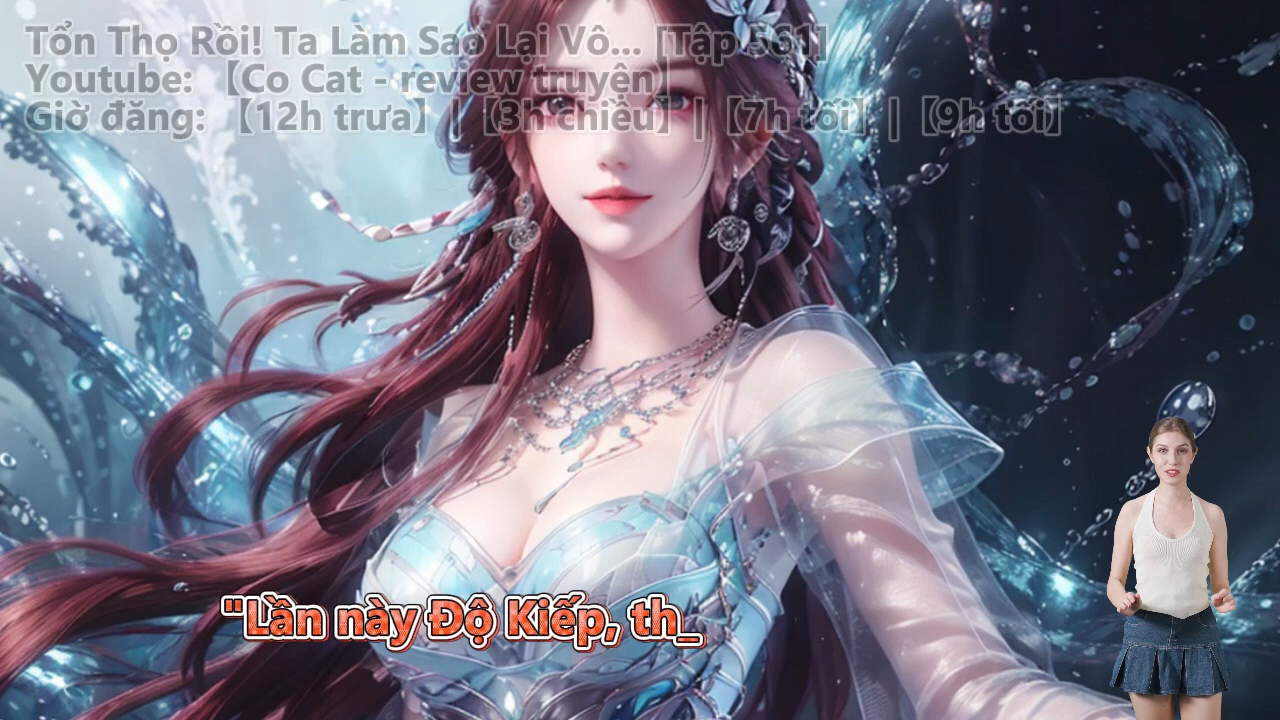 Tổn Thọ Rồi! Ta Làm Sao Lại Vô... [Tập 561]
Youtube: 【Co Cat - review truyện
Giờ đăng: 【12h trưa】 | 【3h chiều】 | 【7h tối】 | 【9h tối】
"Lần này Độ Kiếp, th_